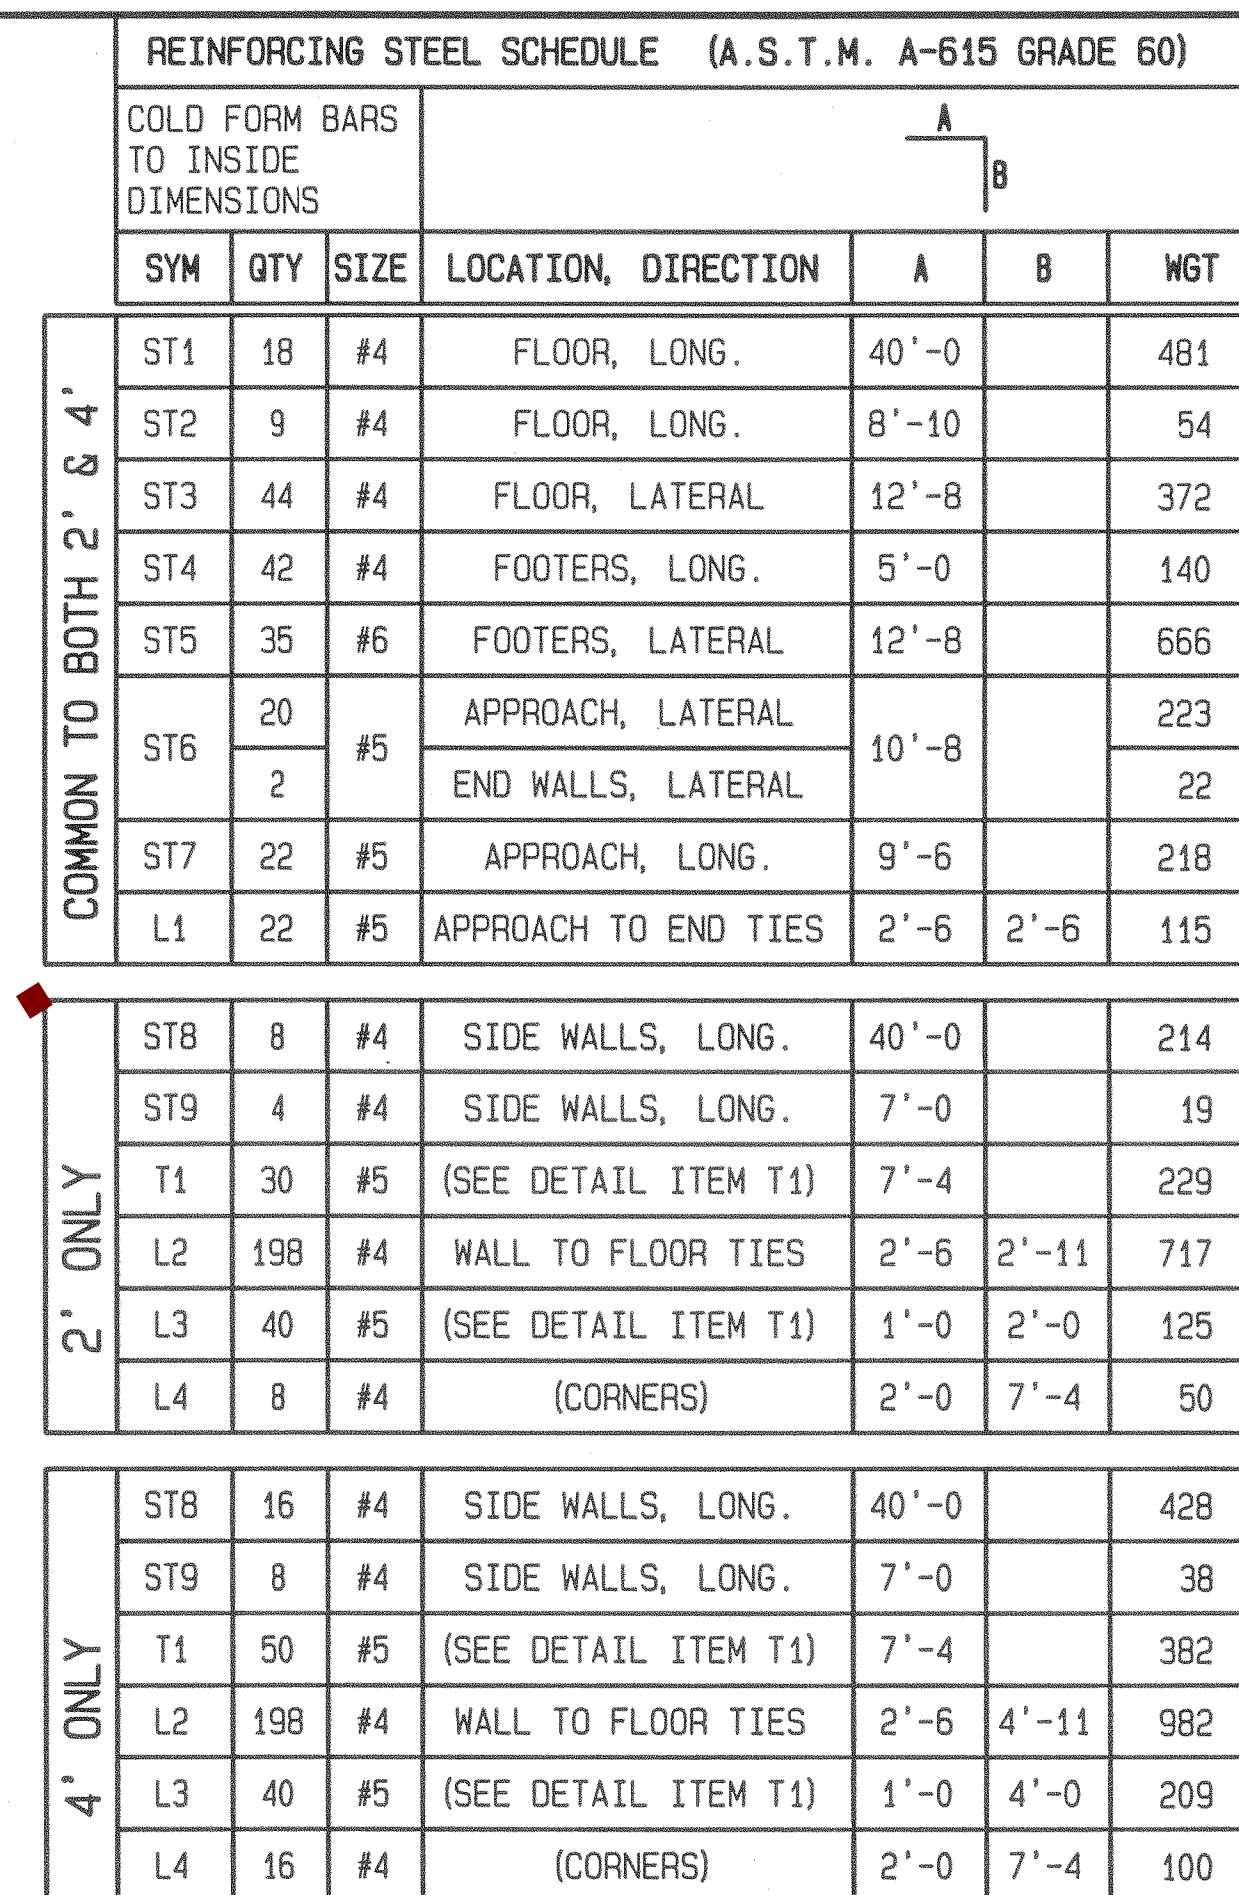 REINFORCING STEEL SCHEDULE (A.S.T.M. A-615 GRADE 60)
COLD FORM BARS
TO INSIDE
DIMENSIONS
A
B
SYM QTY SIZE LOCATION, DIRECTION A B WGT
COMMON TO BOTH 2' & 4'
ST1 18 #4 FLOOR, LONG. 40'-0 481
ST2 9 #4 FLOOR, LONG. 8'-10 54
ST3 44 #4 FLOOR, LATERAL 12'-8 372
ST4 42 #4 FOOTERS, LONG. 5'-0 140
ST5 35 #6 FOOTERS, LATERAL 12'-8 666
ST6 20 #5 APPROACH, LATERAL 10'-8 223
2 END WALLS, LATERAL 22
ST7 22 #5 APPROACH, LONG. 9'-6 218
L1 22 #5 APPROACH TO END TIES 2'-6 2'-6 115
2' ONLY
ST8 8 #4 SIDE WALLS, LONG. 40'-0 214
ST9 4 #4 SIDE WALLS, LONG. 7'-0 19
T1 30 #5 (SEE DETAIL ITEM T1) 7'-4 229
L2 198 #4 WALL TO FLOOR TIES 2'-6 2'-11 717
L3 40 #5 (SEE DETAIL ITEM T1) 1'-0 2'-0 125
L4 8 #4 (CORNERS) 2'-0 7'-4 50
4' ONLY
ST8 16 #4 SIDE WALLS, LONG. 40'-0 428
ST9 8 #4 SIDE WALLS, LONG. 7'-0 38
T1 50 #5 (SEE DETAIL ITEM T1) 7'-4 382
L2 198 #4 WALL TO FLOOR TIES 2'-6 4'-11 982
L3 40 #5 (SEE DETAIL ITEM T1) 1'-0 4'-0 209
L4 16 #4 (CORNERS) 2'-0 7'-4 100